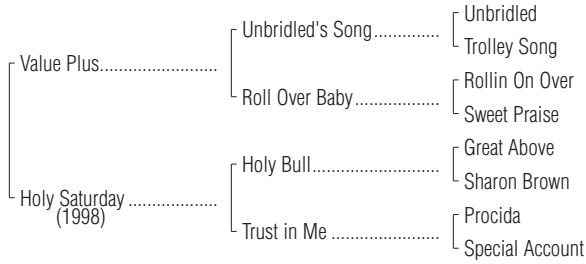 Unbridled
Unbridled's Song..............
Trolley Song
Value Plus........................
Rollin On Over
Roll Over Baby..................
Sweet Praise
Great Above
Holy Bull...........................
Sharon Brown
Holy Saturday ..................
(1998)
Procida
Trust in Me .......................
Special Account